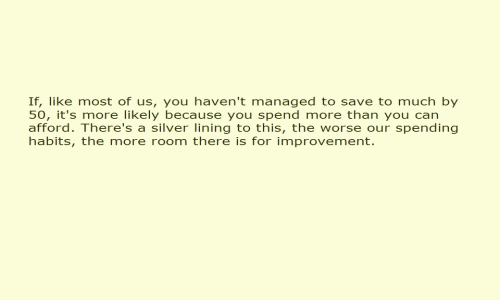 If, like most of us, you haven't managed to save to much by
50, it's more likely because you spend more than you can
afford. There's a silver lining to this, the worse our spending
habits, the more room there is for improvement.